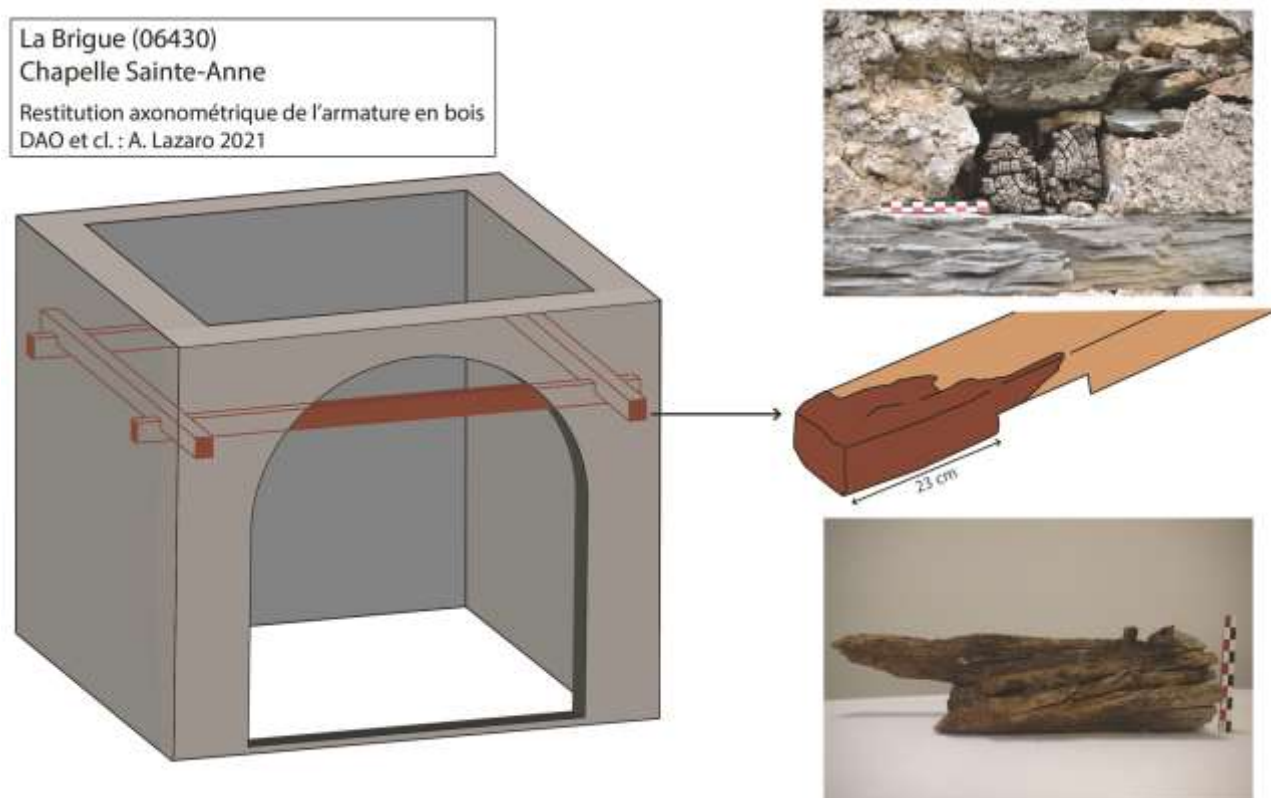 La Brigue (06430)
Chapelle Sainte-Anne
Restitution axonométrique de l'armature en bois
DAO et cl. : A. Lazaro 2021
23 cm